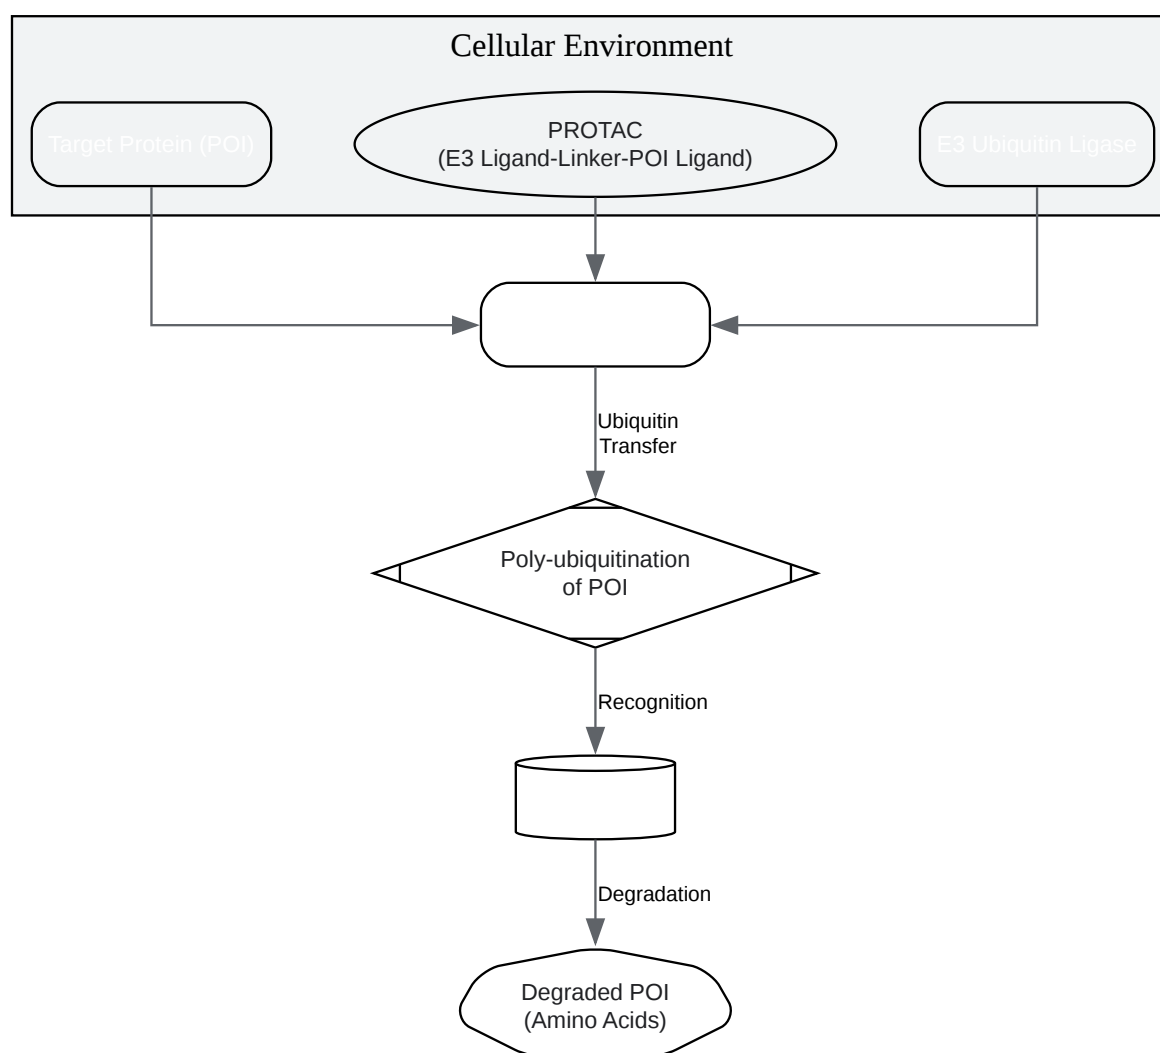 Cellular Environment
Target Protein (POI)
PROTAC
(E3 Ligand-Linker-POI Ligand)
E3 Ubiquitin Ligase
Ubiquitin
Transfer
Poly-ubiquitination
of POI
Recognition
Degradation
Degraded POI
(Amino Acids)